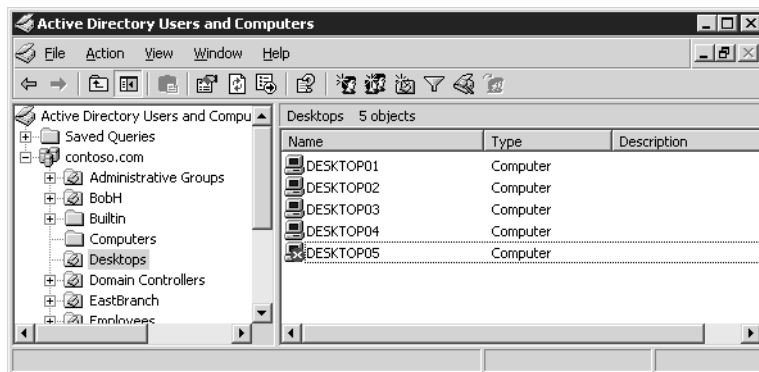 Active Directory Users and Computers
File Action View Window Help
Active Directory Users and Compu
Saved Queries
contoso.com
Administrative Groups
BobH
Builtin
Computers
Desktops
Domain Controllers
EastBranch
Employees
Desktops 5 objects
Name Type Description
DESKTOP01 Computer
DESKTOP02 Computer
DESKTOP03 Computer
DESKTOP04 Computer
DESKTOP05 Computer